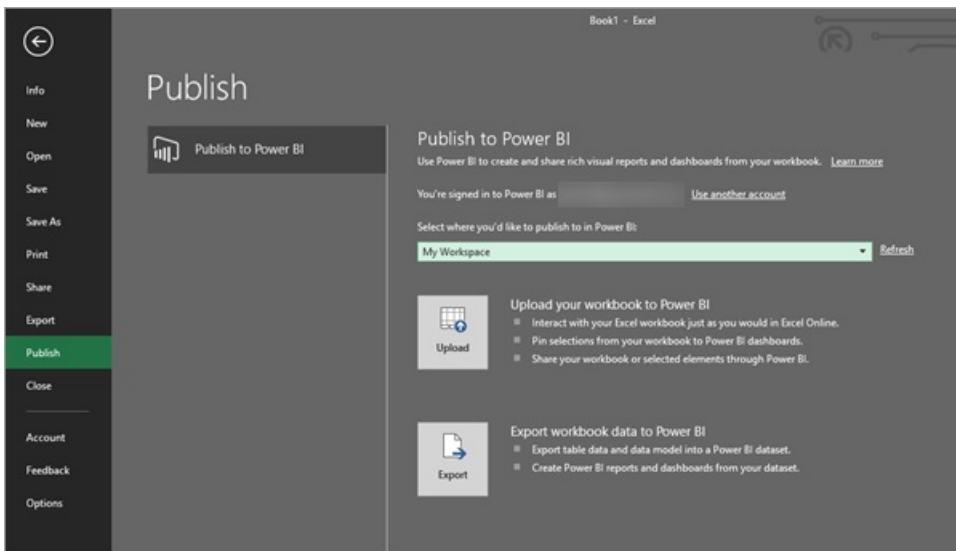 Book1 - Excel
Info
New
Open
Save
Save As
Print
Share
Export
Publish
Close
Account
Feedback
Options
Publish
Publish to Power BI
Publish to Power BI
Use Power BI to create and share rich visual reports and dashboards from your workbook. Learn more
You're signed in to Power BI as Use another account
Select where you'd like to publish to in Power BI:
My Workspace Refresh
Upload
Upload your workbook to Power BI
Interact with your Excel workbook just as you would in Excel Online.
Pin selections from your workbook to Power BI dashboards.
Share your workbook or selected elements through Power BI.
Export
Export workbook data to Power BI
Export table data and data model into a Power BI dataset.
Create Power BI reports and dashboards from your dataset.